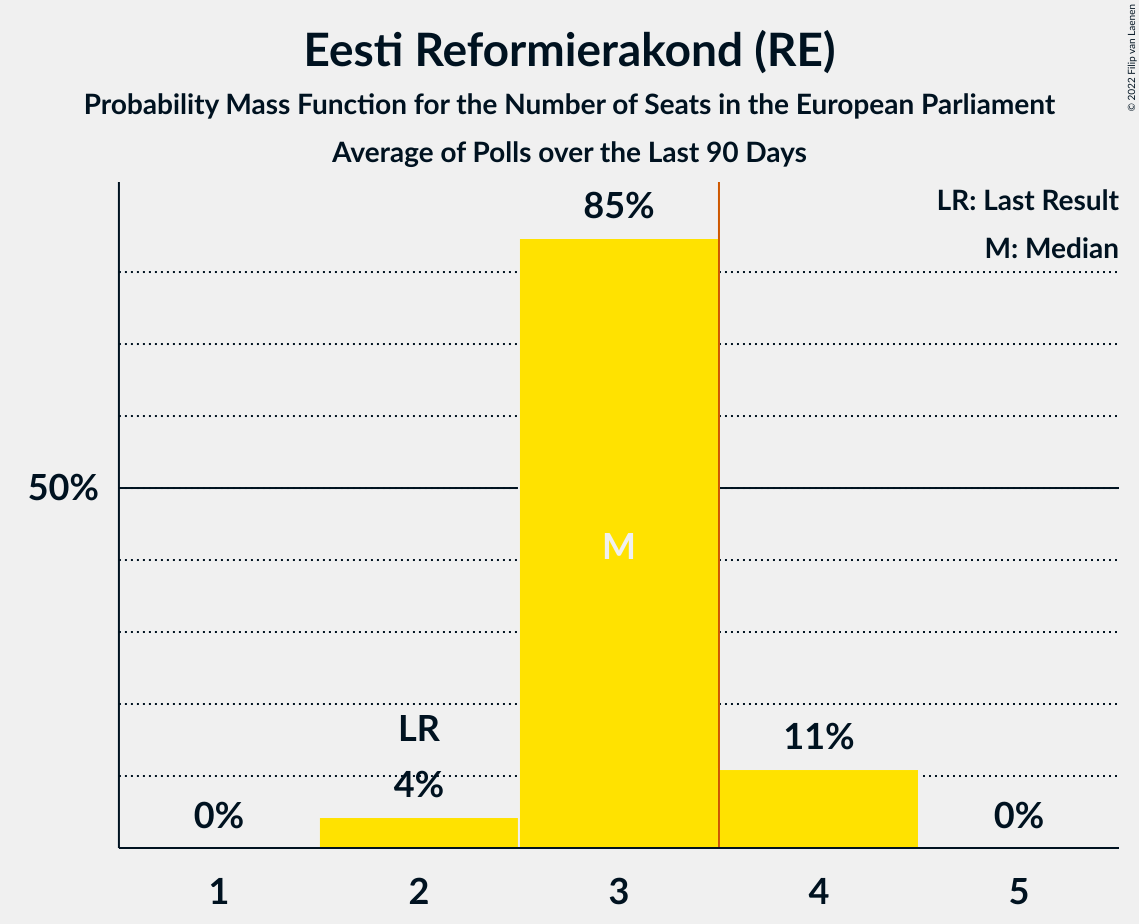 Eesti Reformierakond (RE)
Probability Mass Function for the Number of Seats in the European Parliament
Average of Polls over the Last 90 Days
© 2022 Filip van Laenen
LR: Last Result
M: Median
85%
50%
M
LR
11%
4%
0%
0%
1 2 3 4 5